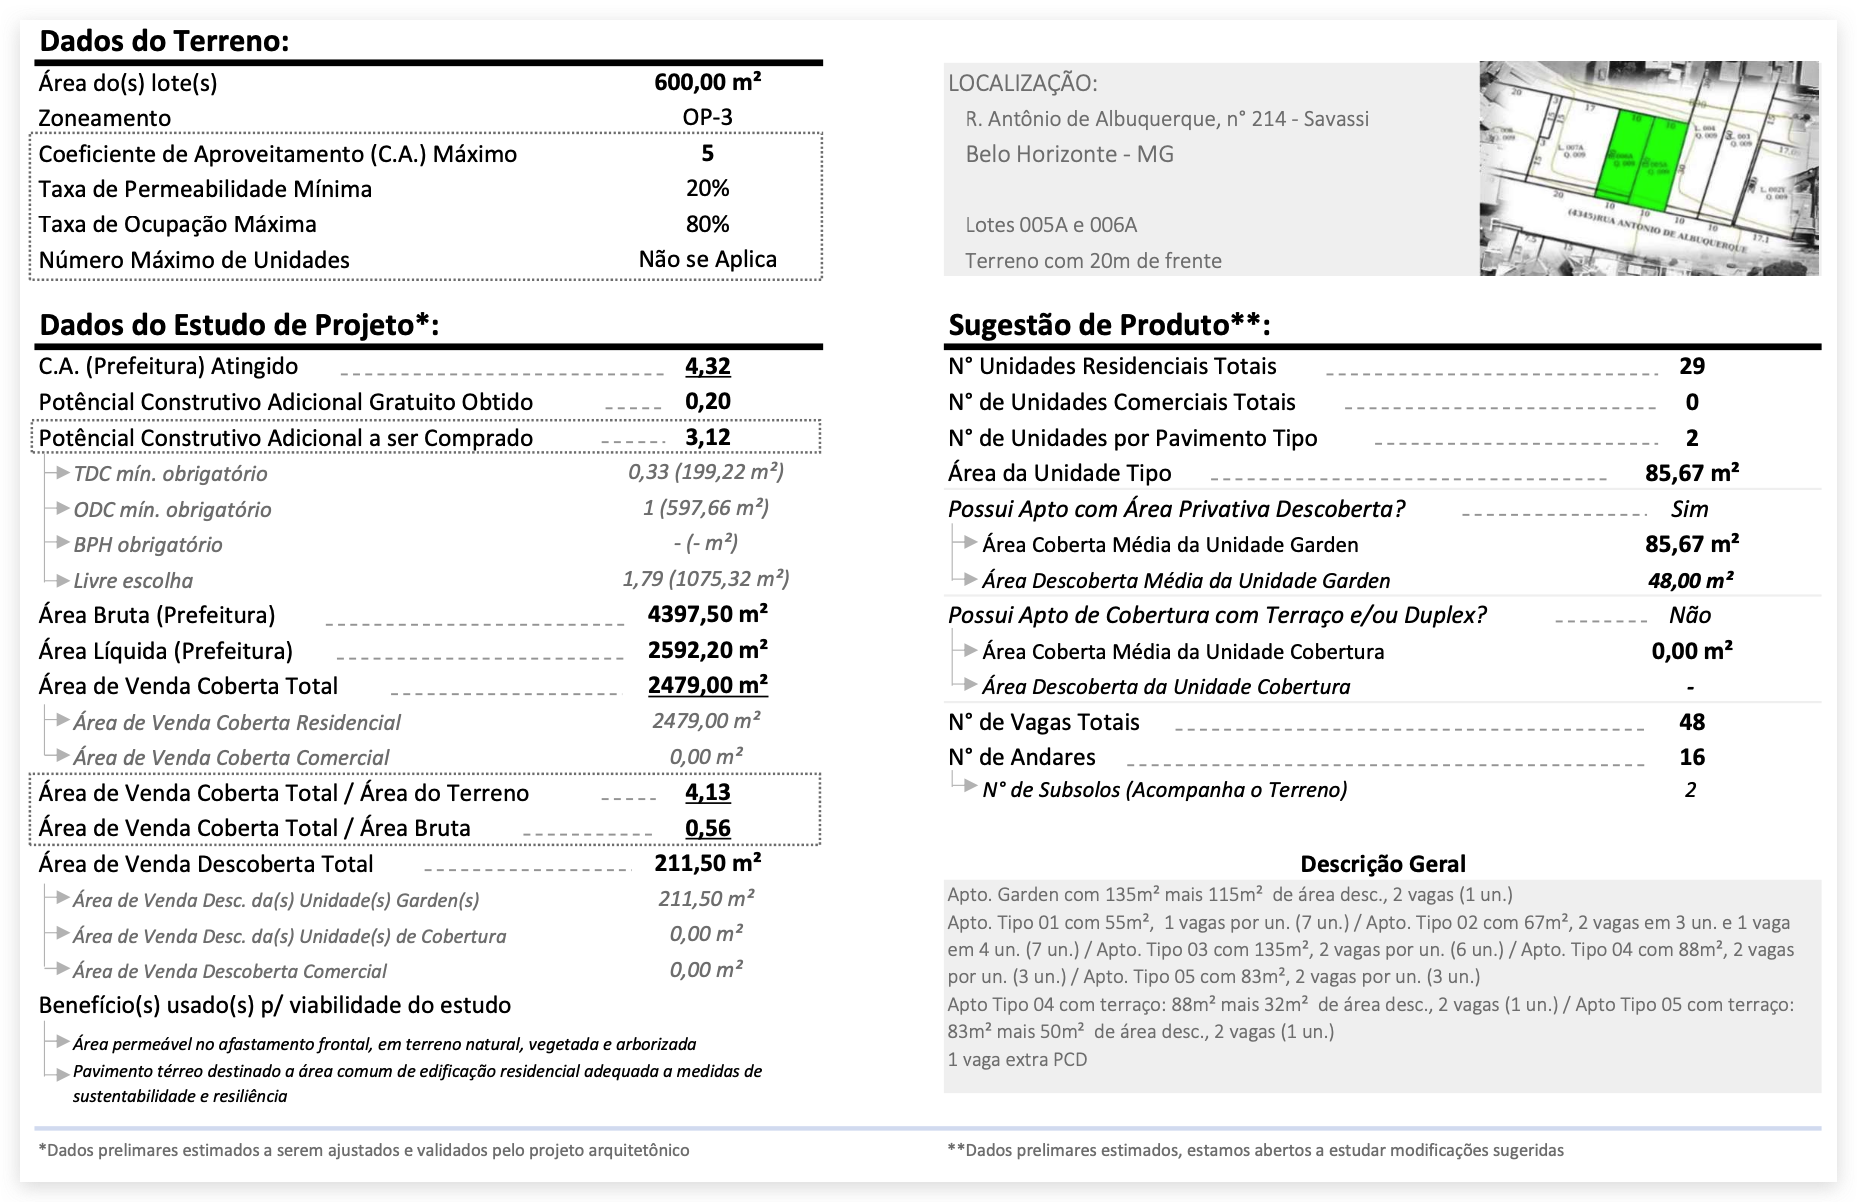 Dados do Terreno:
Área do(s) lote(s) 600,00 m²
Zoneamento OP-3
Coeficiente de Aproveitamento (C.A.) Máximo 5
Taxa de Permeabilidade Mínima 20%
Taxa de Ocupação Máxima 80%
Número Máximo de Unidades Não se Aplica
LOCALIZAÇÃO:
R. Antônio de Albuquerque, n° 214 - Savassi
Belo Horizonte - MG
Lotes 005A e 006A
Terreno com 20m de frente
(4345)RUA ANTONIO DE ALBUQUERQUE
Dados do Estudo de Projeto*:
C.A. (Prefeitura) Atingido 4,32
Potêncial Construtivo Adicional Gratuito Obtido 0,20
Potêncial Construtivo Adicional a ser Comprado 3,12
TDC mín. obrigatório 0,33 (199,22 m²)
ODC mín. obrigatório 1 (597,66 m²)
BPH obrigatório - (- m²)
Livre escolha 1,79 (1075,32 m²)
Área Bruta (Prefeitura) 4397,50 m²
Área Líquida (Prefeitura) 2592,20 m²
Área de Venda Coberta Total 2479,00 m²
Área de Venda Coberta Residencial 2479,00 m²
Área de Venda Coberta Comercial 0,00 m²
Área de Venda Coberta Total / Área do Terreno 4,13
Área de Venda Coberta Total / Área Bruta 0,56
Área de Venda Descoberta Total 211,50 m²
Área de Venda Desc. da(s) Unidade(s) Garden(s) 211,50 m²
Área de Venda Desc. da(s) Unidade(s) de Cobertura 0,00 m²
Área de Venda Descoberta Comercial 0,00 m²
Benefício(s) usado(s) p/ viabilidade do estudo
Área permeável no afastamento frontal, em terreno natural, vegetada e arborizada
Pavimento térreo destinado a área comum de edificação residencial adequada a medidas de
sustentabilidade e resiliência
Sugestão de Produto**:
N° Unidades Residenciais Totais 29
N° de Unidades Comerciais Totais 0
N° de Unidades por Pavimento Tipo 2
Área da Unidade Tipo 85,67 m²
Possui Apto com Área Privativa Descoberta? Sim
Área Coberta Média da Unidade Garden 85,67 m²
Área Descoberta Média da Unidade Garden 48,00 m²
Possui Apto de Cobertura com Terraço e/ou Duplex? Não
Área Coberta Média da Unidade Cobertura 0,00 m²
Área Descoberta da Unidade Cobertura -
N° de Vagas Totais 48
N° de Andares 16
N° de Subsolos (Acompanha o Terreno) 2
Descrição Geral
Apto. Garden com 135m² mais 115m² de área desc., 2 vagas (1 un.)
Apto. Tipo 01 com 55m², 1 vagas por un. (7 un.) / Apto. Tipo 02 com 67m², 2 vagas em 3 un. e 1 vaga
em 4 un. (7 un.) / Apto. Tipo 03 com 135m², 2 vagas por un. (6 un.) / Apto. Tipo 04 com 88m², 2 vagas
por un. (3 un.) / Apto. Tipo 05 com 83m², 2 vagas por un. (3 un.)
Apto Tipo 04 com terraço: 88m² mais 32m² de área desc., 2 vagas (1 un.) / Apto Tipo 05 com terraço:
83m² mais 50m² de área desc., 2 vagas (1 un.)
1 vaga extra PCD
*Dados prelimares estimados a serem ajustados e validados pelo projeto arquitetônico
**Dados prelimares estimados, estamos abertos a estudar modificações sugeridas